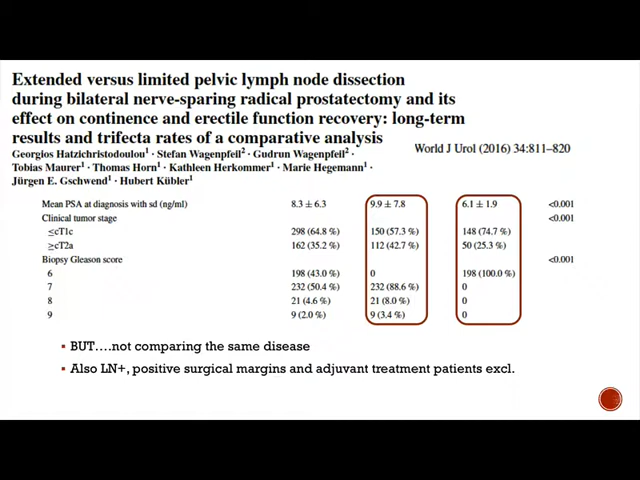 Extended versus limited pelvic lymph node dissection
during bilateral nerve-sparing radical prostatectomy and its
effect on continence and erectile function recovery: long-term
results and trifecta rates of a comparative analysis
World J Urol (2016) 34:811–820
Georgios Hatzichristodoulou¹ · Stefan Wagenpfeil² · Gudrun Wagenpfeil² ·
Tobias Maurer¹ · Thomas Horn¹ · Kathleen Herkommer¹ · Marie Hegemann¹ ·
Jürgen E. Gschwend¹ · Hubert Kübler¹
Mean PSA at diagnosis with sd (ng/ml) 8.3 ± 6.3 9.9 ± 7.8 6.1 ± 1.9 <0.001
Clinical tumor stage <0.001
≤cT1c 298 (64.8 %) 150 (57.3 %) 148 (74.7 %)
≥cT2a 162 (35.2 %) 112 (42.7 %) 50 (25.3 %)
Biopsy Gleason score <0.001
6 198 (43.0 %) 0 198 (100.0 %)
7 232 (50.4 %) 232 (88.6 %) 0
8 21 (4.6 %) 21 (8.0 %) 0
9 9 (2.0 %) 9 (3.4 %) 0
▪ BUT....not comparing the same disease
▪ Also LN+, positive surgical margins and adjuvant treatment patients excl.